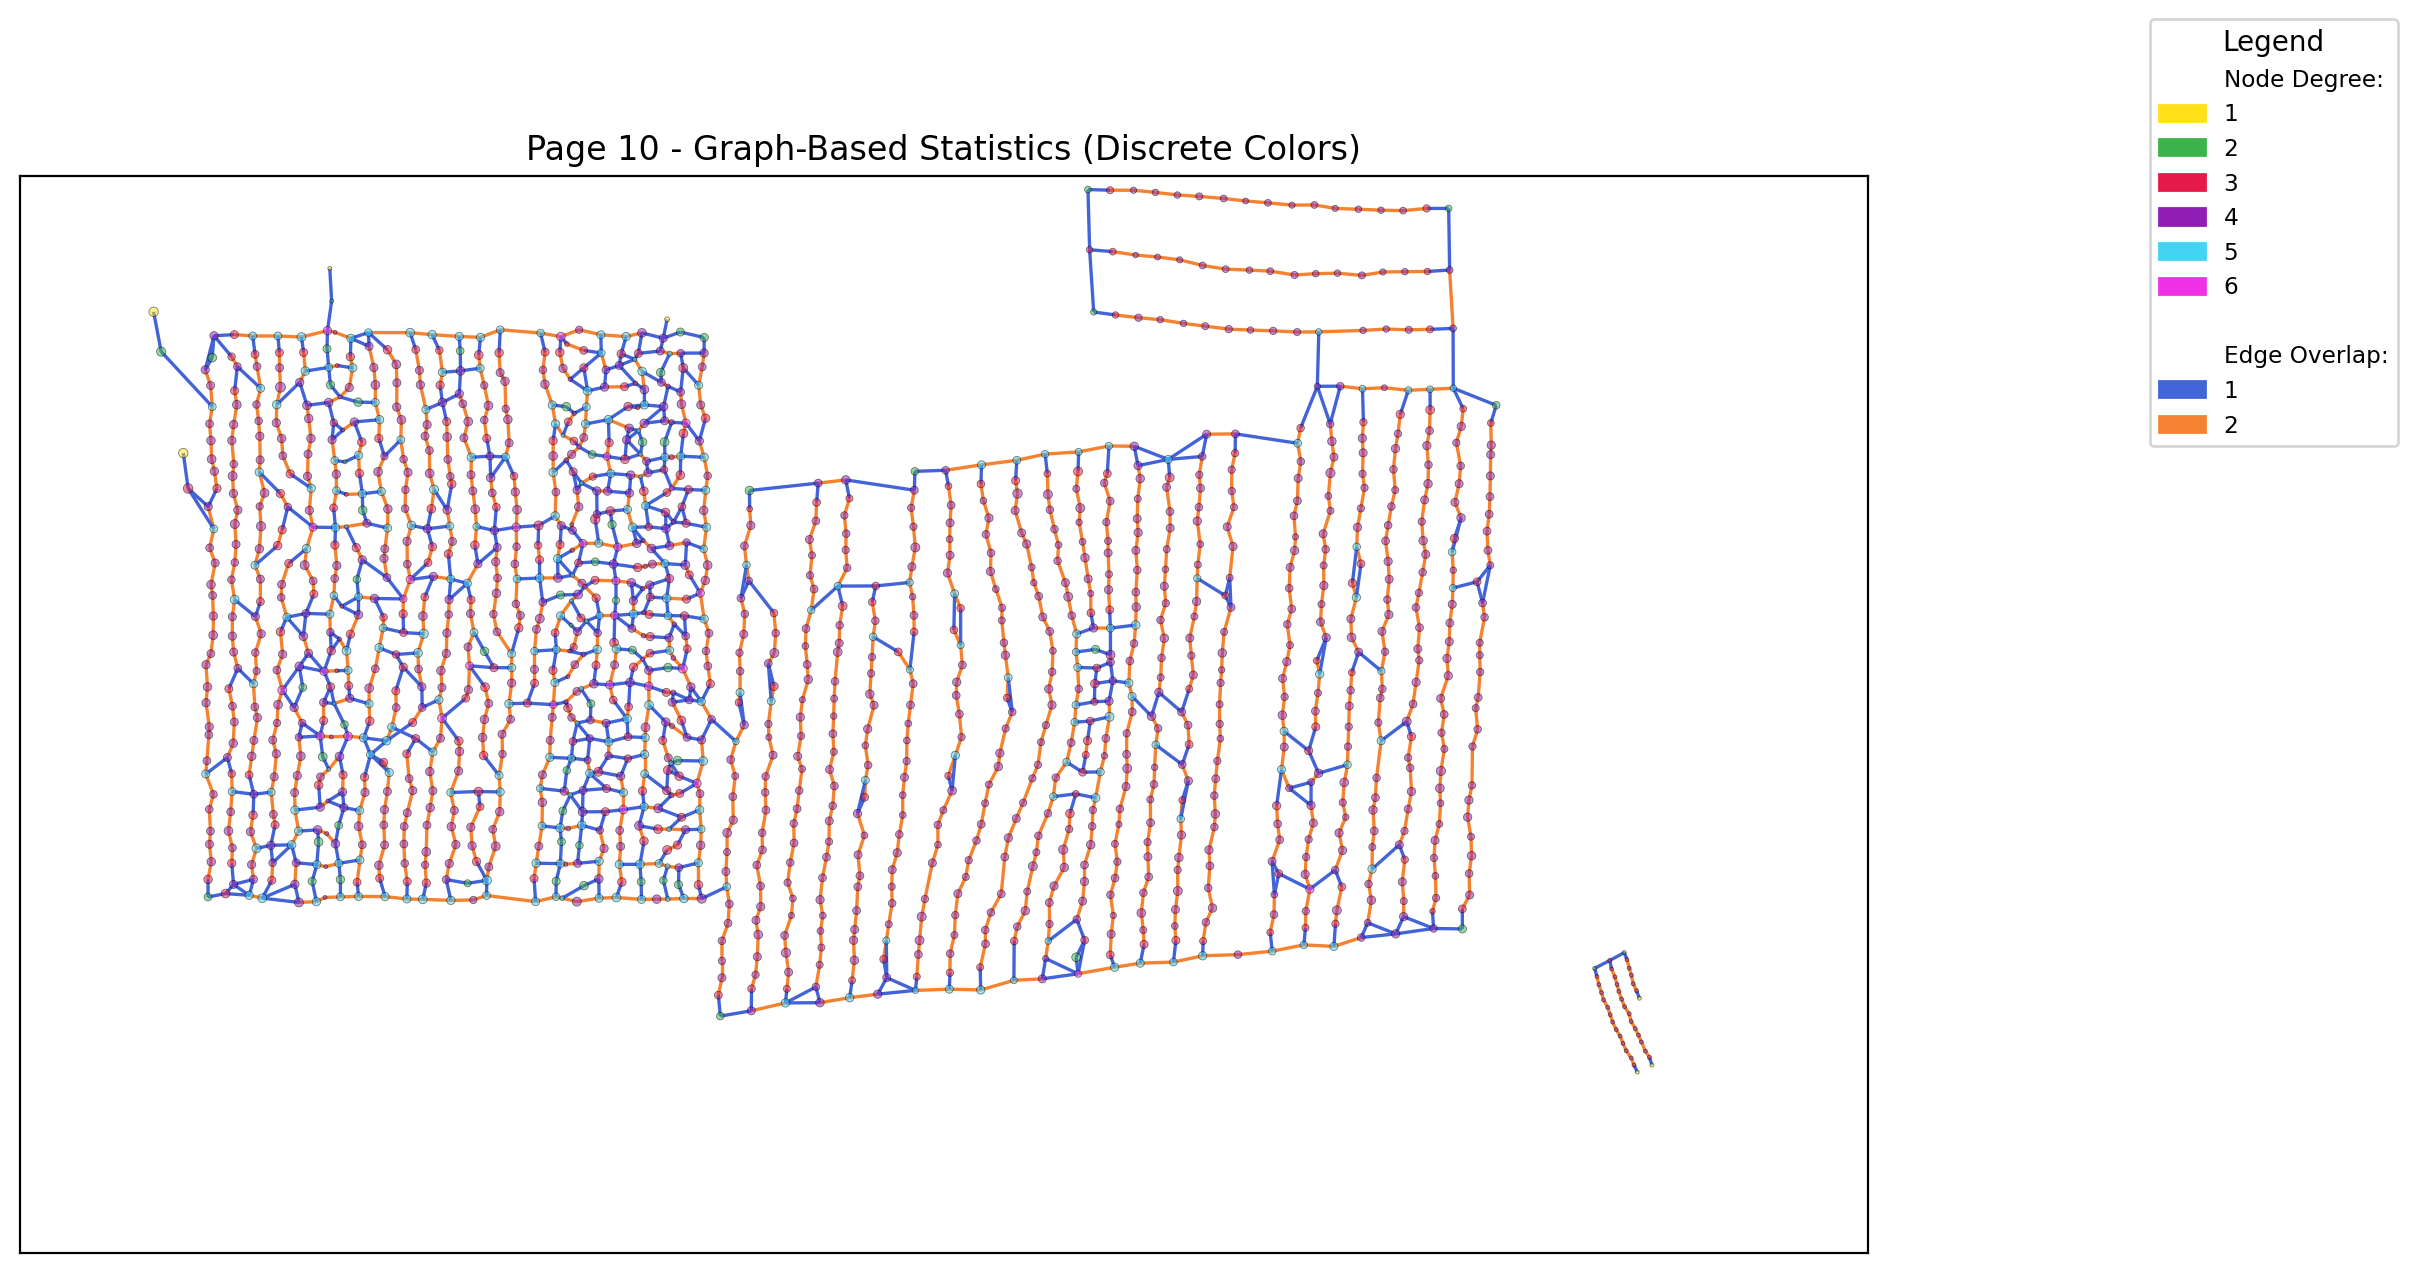 Page 10 - Graph-Based Statistics (Discrete Colors)
Legend
Node Degree:
1
2
3
4
5
6
Edge Overlap:
1
2